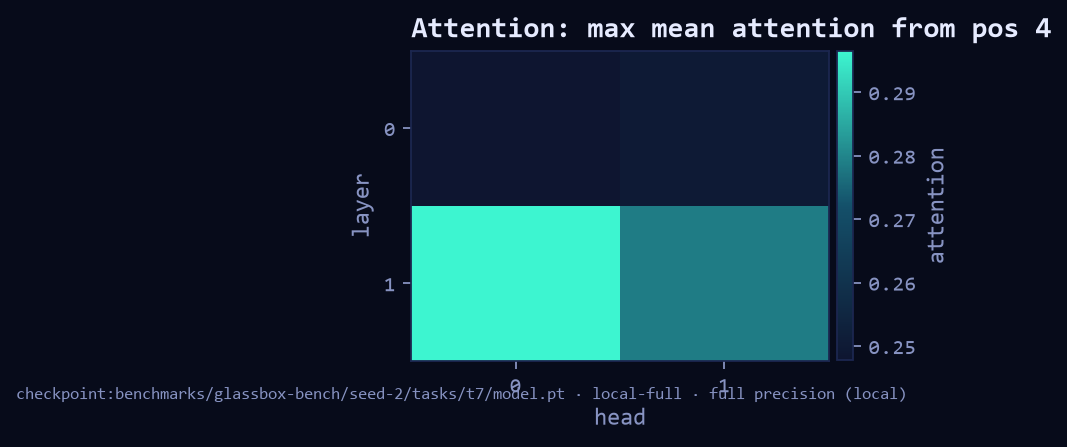 Attention: max mean attention from pos 4
0
1
layer
0.29
0.28
0.27
0.26
0.25
attention
0 1
checkpoint:benchmarks/glassbox-bench/seed-2/tasks/t7/model.pt · local-full · full precision (local)
head